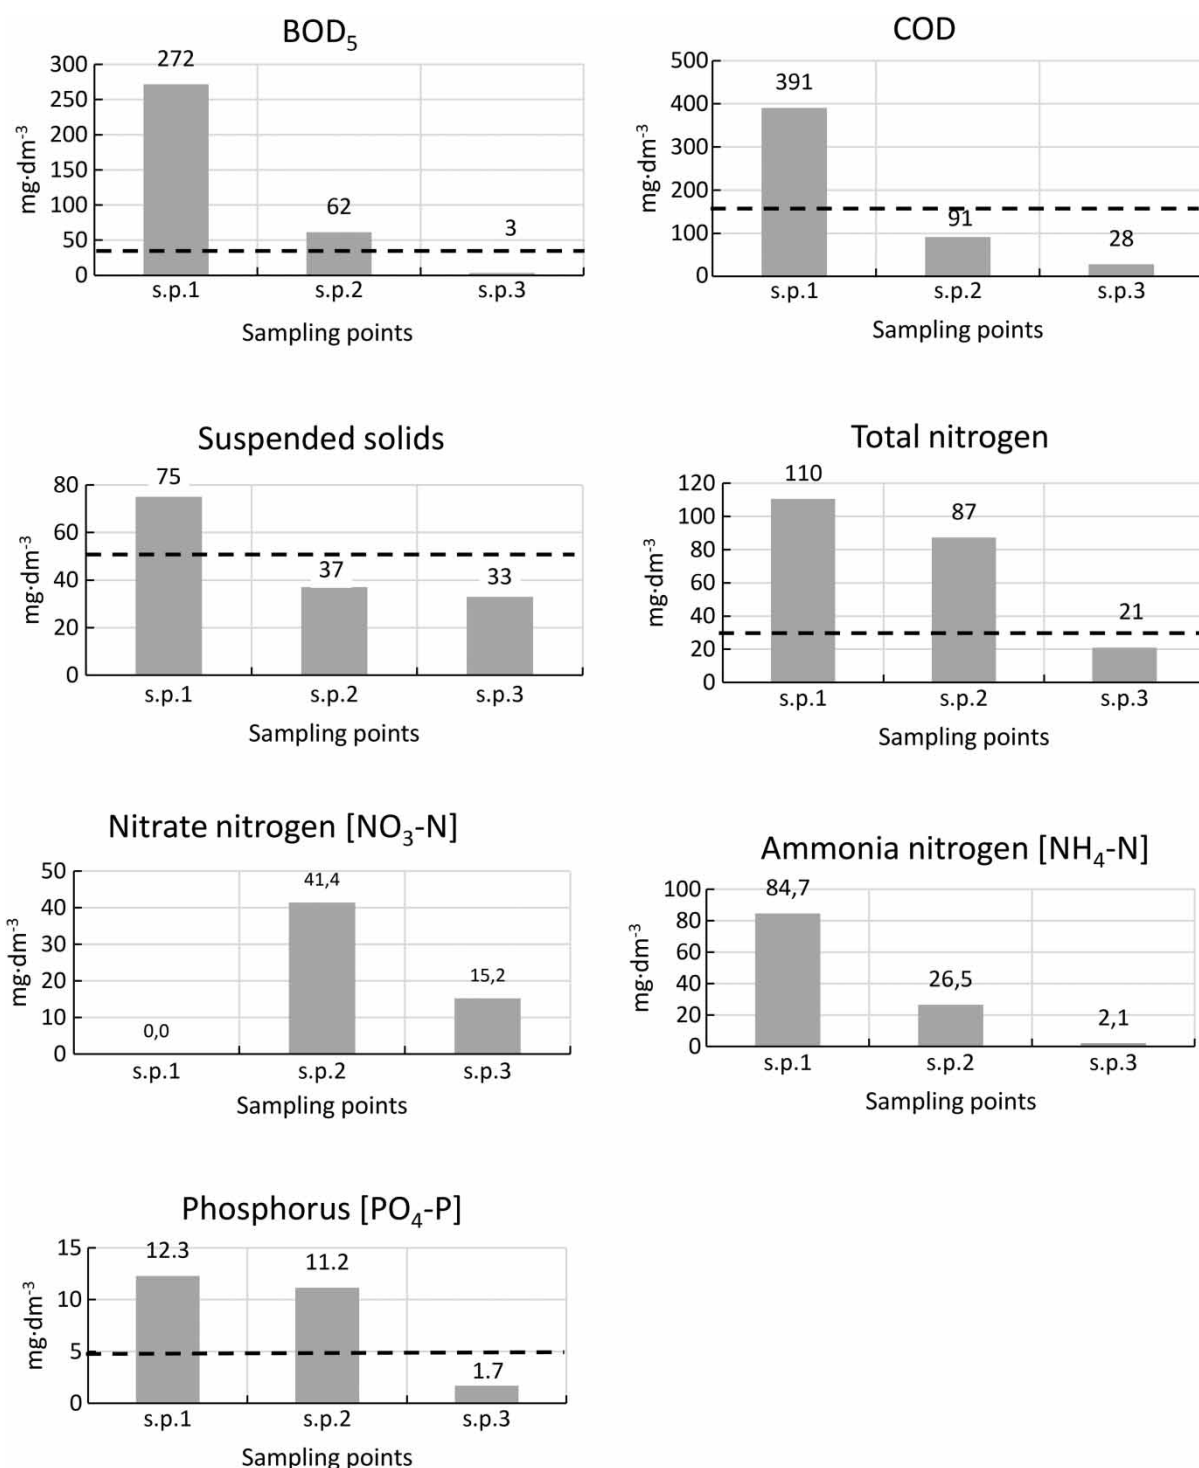 BOD₅
272
300
250
200
150
100
50
0
62
3
mg·dm⁻³
s.p.1 s.p.2 s.p.3
Sampling points
COD
500
400
300
200
100
0
391
91
28
mg·dm⁻³
s.p.1 s.p.2 s.p.3
Sampling points
Suspended solids
80
60
40
20
0
75
37
33
mg·dm⁻³
s.p.1 s.p.2 s.p.3
Sampling points
Total nitrogen
120
100
80
60
40
20
0
110
87
21
mg·dm⁻³
s.p.1 s.p.2 s.p.3
Sampling points
Nitrate nitrogen [NO₃-N]
50
40
30
20
10
0
0,0
41,4
15,2
mg·dm⁻³
s.p.1 s.p.2 s.p.3
Sampling points
Ammonia nitrogen [NH₄-N]
100
80
60
40
20
0
84,7
26,5
2,1
mg·dm⁻³
s.p.1 s.p.2 s.p.3
Sampling points
Phosphorus [PO₄-P]
15
10
5
0
12.3
11.2
1.7
mg·dm⁻³
s.p.1 s.p.2 s.p.3
Sampling points